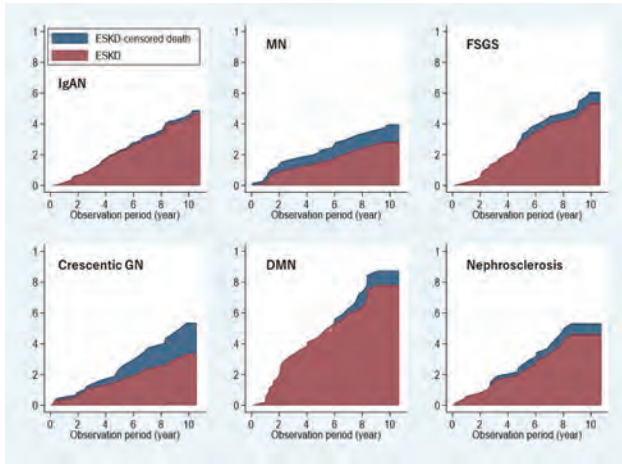 ESKD-censored death
ESKD
IgAN
MN
FSGS
1
.8
.6
.4
.2
0
0 2 4 6 8 10
Observation period (year)
1
.8
.6
.4
.2
0
0 2 4 6 8 10
Observation period (year)
1
.8
.6
.4
.2
0
0 2 4 6 8 10
Observation period (year)
Crescentic GN
DMN
Nephrosclerosis
1
.8
.6
.4
.2
0
0 2 4 6 8 10
Observation period (year)
1
.8
.6
.4
.2
0
0 2 4 6 8 10
Observation period (year)
1
.8
.6
.4
.2
0
0 2 4 6 8 10
Observation period (year)